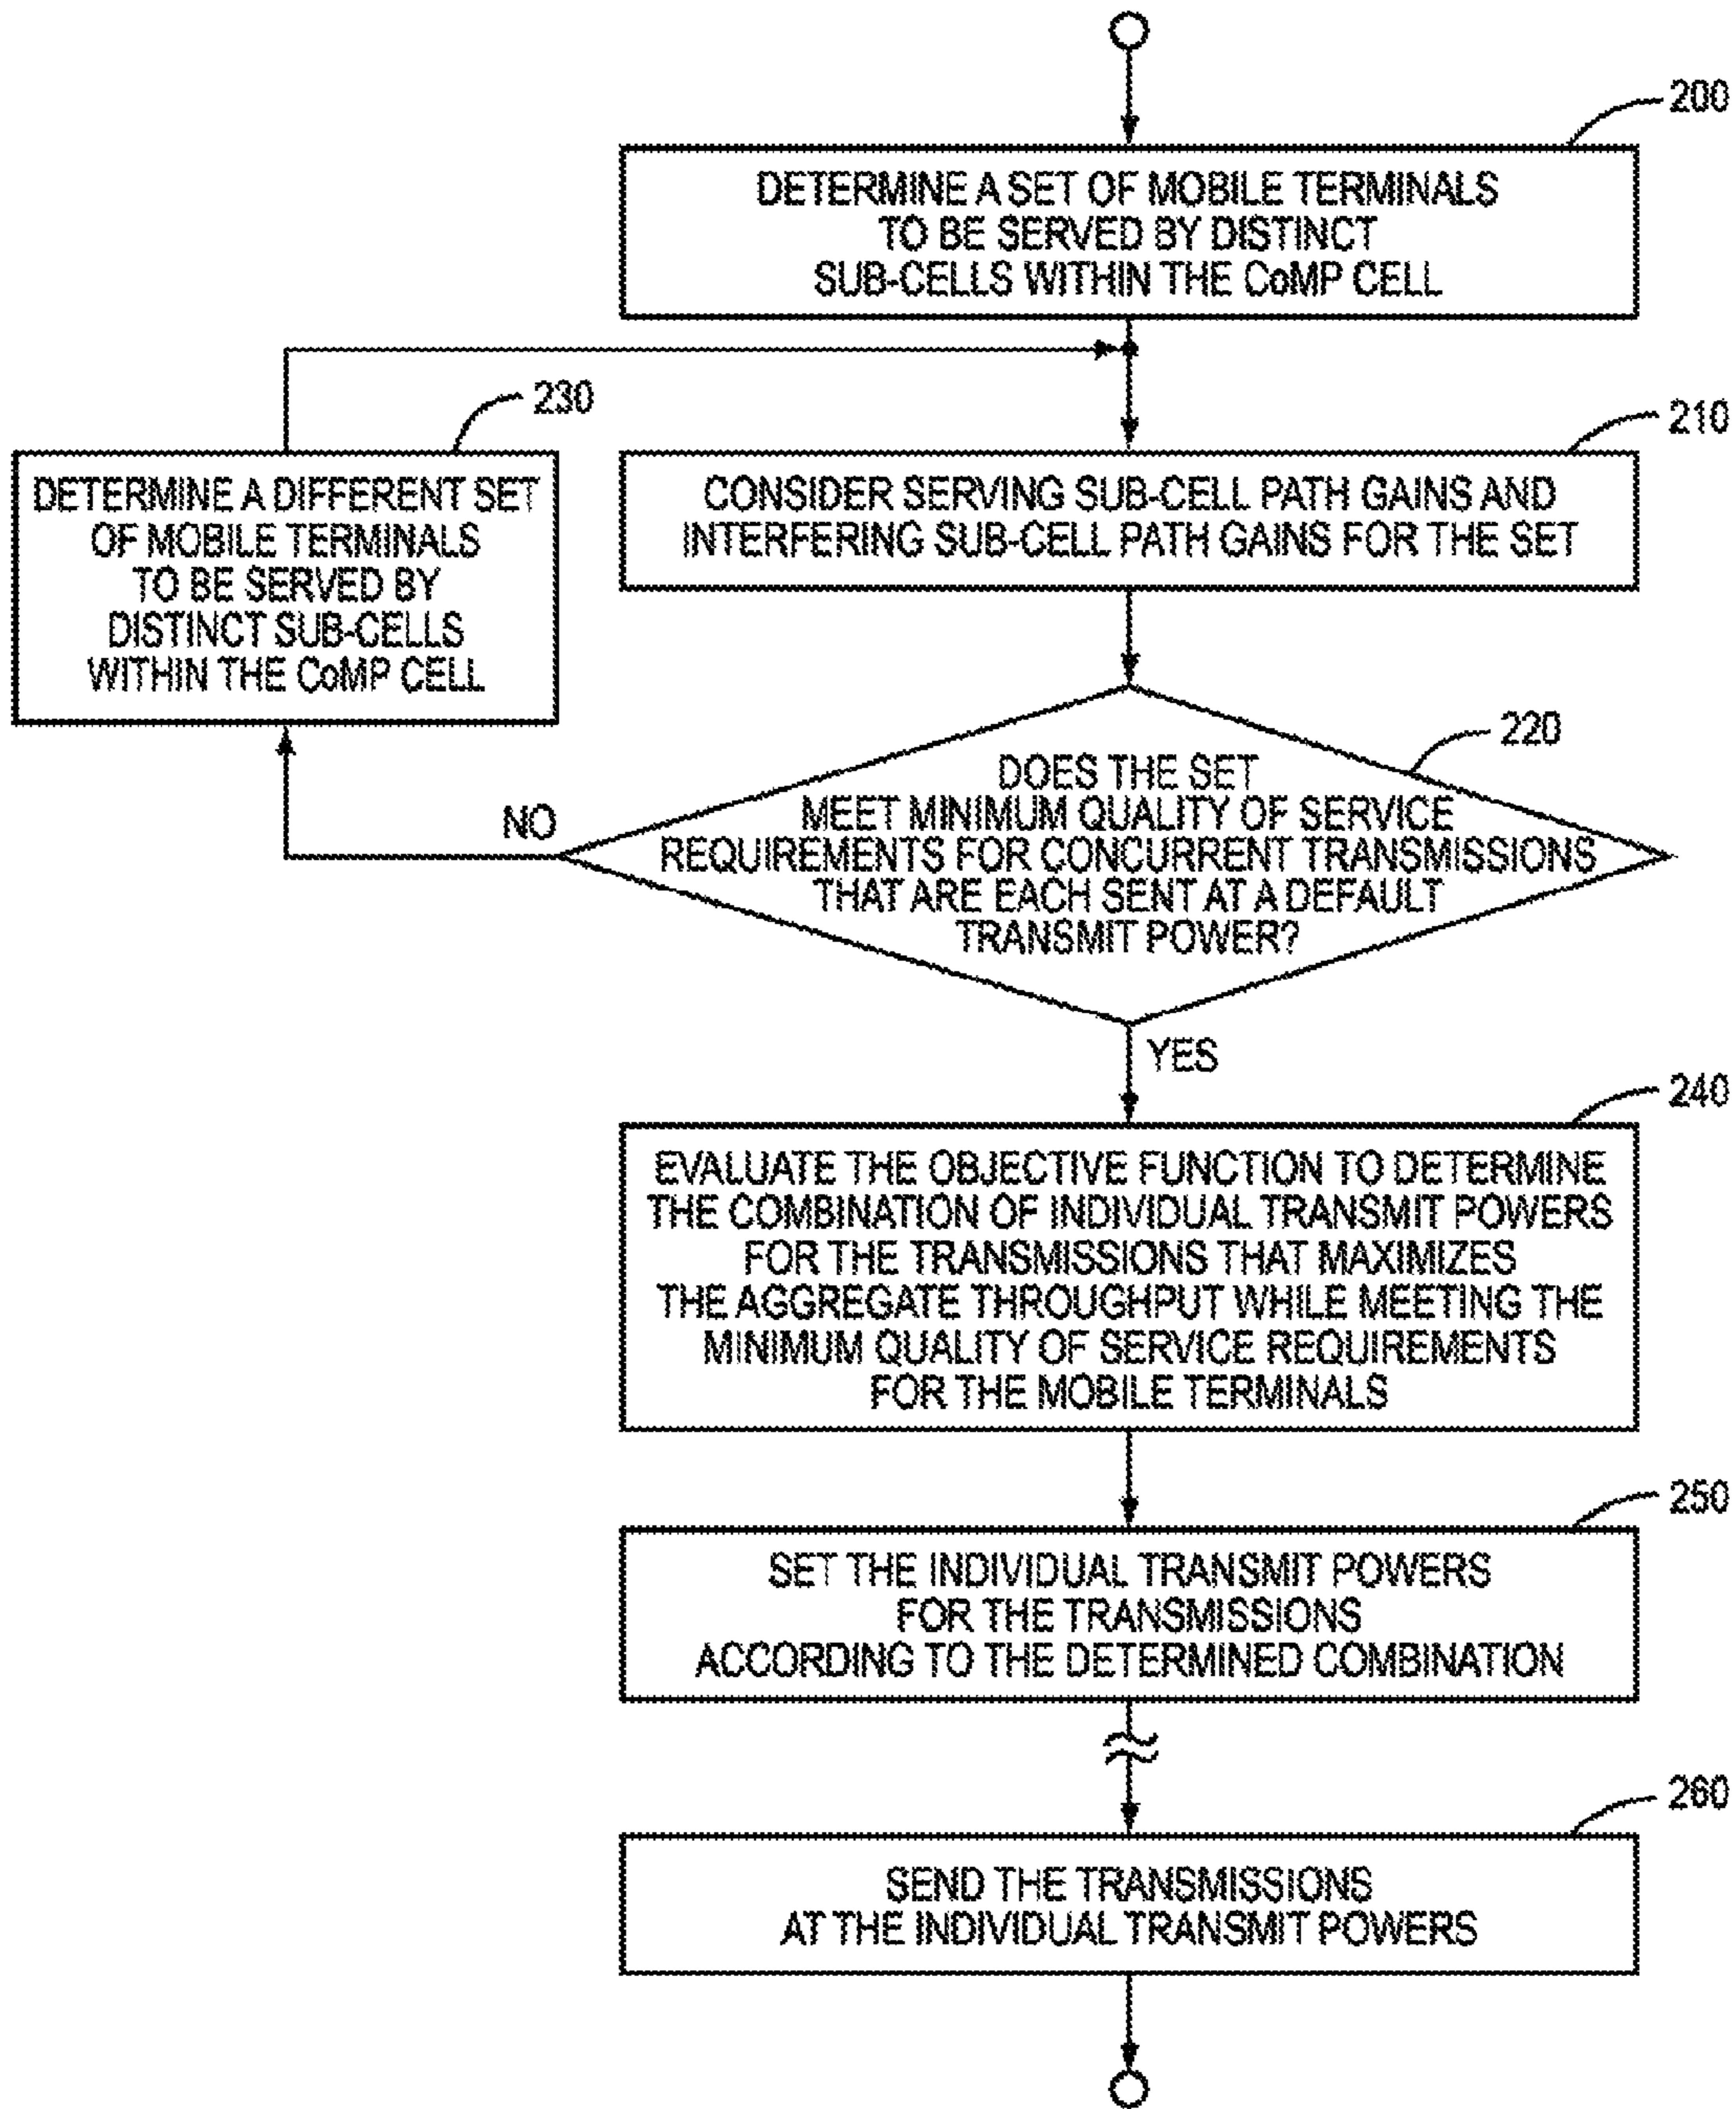 200
DETERMINE A SET OF MOBILE TERMINALS
TO BE SERVED BY DISTINCT
SUB-CELLS WITHIN THE CoMP CELL
230
DETERMINE A DIFFERENT SET
OF MOBILE TERMINALS
TO BE SERVED BY
DISTINCT SUB-CELLS
WITHIN THE CoMP CELL
210
CONSIDER SERVING SUB-CELL PATH GAINS AND
INTERFERING SUB-CELL PATH GAINS FOR THE SET
220
DOES THE SET
MEET MINIMUM QUALITY OF SERVICE
REQUIREMENTS FOR CONCURRENT TRANSMISSIONS
THAT ARE EACH SENT AT A DEFAULT
TRANSMIT POWER?
NO
YES
240
EVALUATE THE OBJECTIVE FUNCTION TO DETERMINE
THE COMBINATION OF INDIVIDUAL TRANSMIT POWERS
FOR THE TRANSMISSIONS THAT MAXIMIZES
THE AGGREGATE THROUGHPUT WHILE MEETING THE
MINIMUM QUALITY OF SERVICE REQUIREMENTS
FOR THE MOBILE TERMINALS
250
SET THE INDIVIDUAL TRANSMIT POWERS
FOR THE TRANSMISSIONS
ACCORDING TO THE DETERMINED COMBINATION
260
SEND THE TRANSMISSIONS
AT THE INDIVIDUAL TRANSMIT POWERS